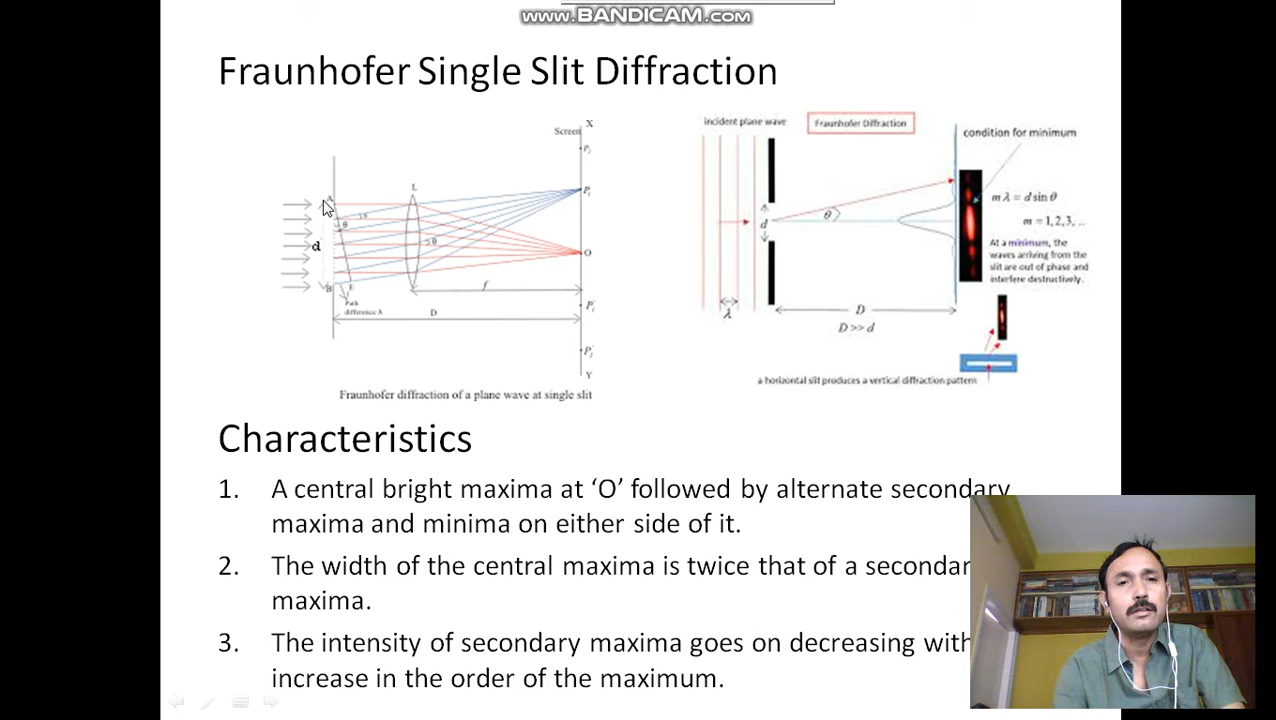 www.BANDICAM.com
Fraunhofer Single Slit Diffraction
X
Screen
L
θ
θ
θ
d
O
B
E
Path
difference λ
f
D
Y
Fraunhofer diffraction of a plane wave at single slit
incident plane wave
Fraunhofer Diffraction
condition for minimum
θ
d
m λ = d sin θ
m = 1, 2, 3, ..
At a minimum, the
waves arriving from the
slit are out of phase and
interfere destructively.
λ
D
D >> d
a horizontal slit produces a vertical diffraction pattern
Characteristics
1. A central bright maxima at ‘O’ followed by alternate secondary
maxima and minima on either side of it.
2. The width of the central maxima is twice that of a
maxima.
3. The intensity of secondary maxima goes on decreasing with
increase in the order of the maximum.